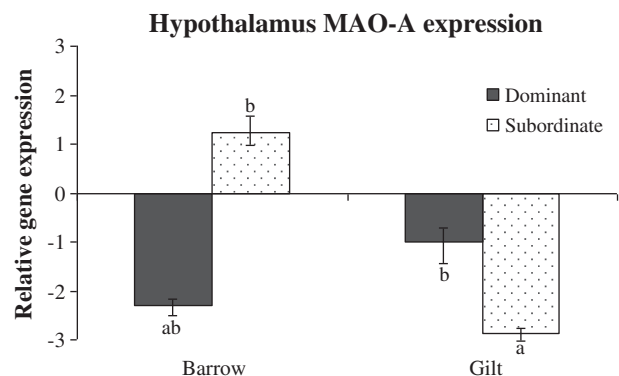 Hypothalamus MAO-A expression
Relative gene expression
3
2
1
0
-1
-2
-3
b
ab
b
a
Dominant
Subordinate
Barrow
Gilt